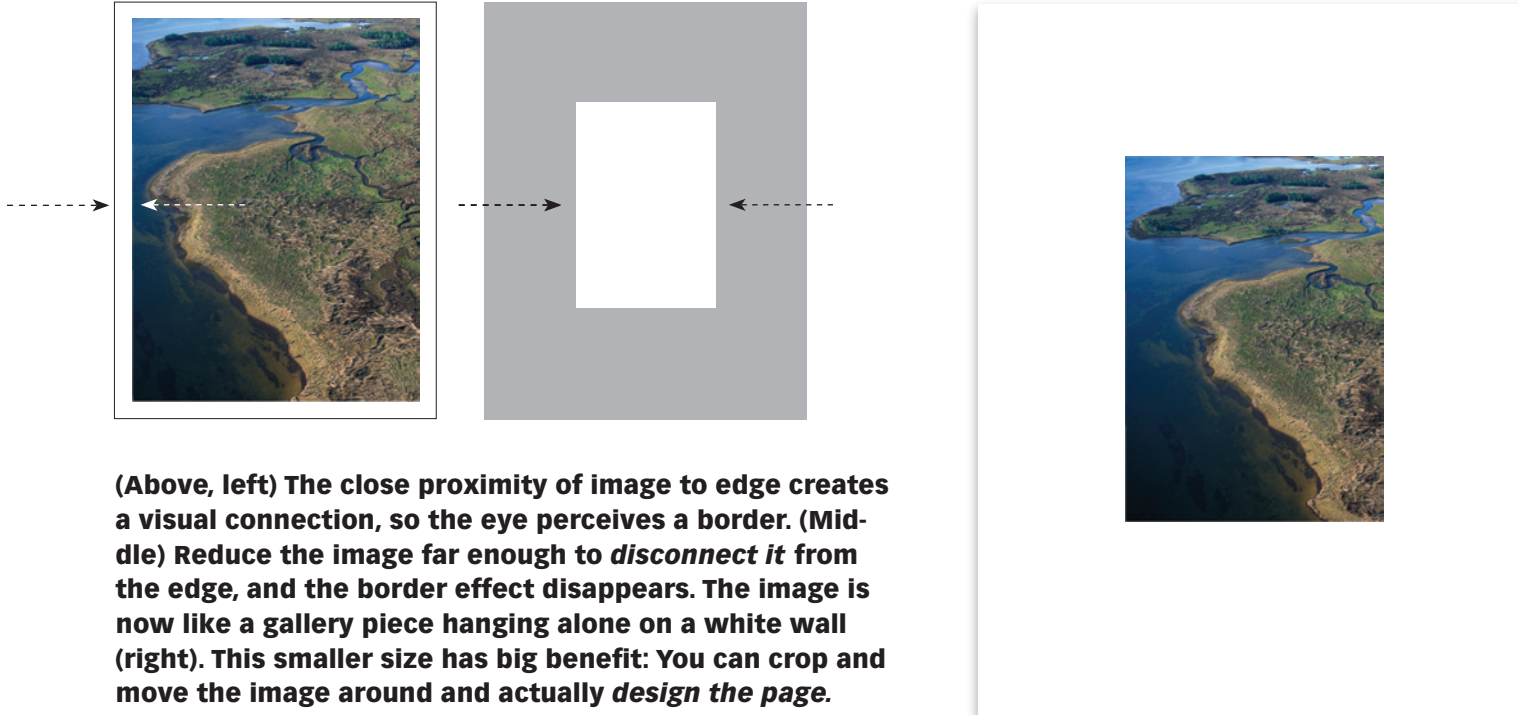 (Above, left) The close proximity of image to edge creates
a visual connection, so the eye perceives a border. (Mid-
dle) Reduce the image far enough to disconnect it from
the edge, and the border effect disappears. The image is
now like a gallery piece hanging alone on a white wall
(right). This smaller size has big benefit: You can crop and
move the image around and actually design the page.